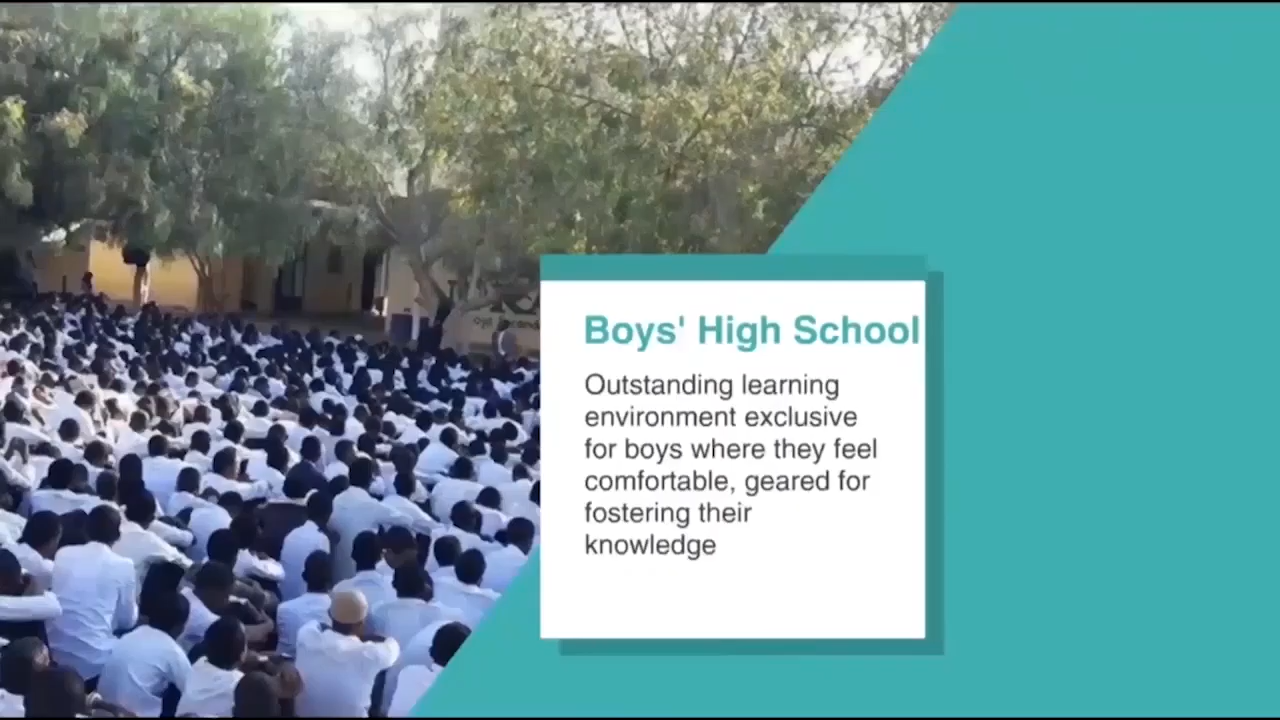 Boys' High School
Outstanding learning
environment exclusive
for boys where they feel
comfortable, geared for
fostering their
knowledge